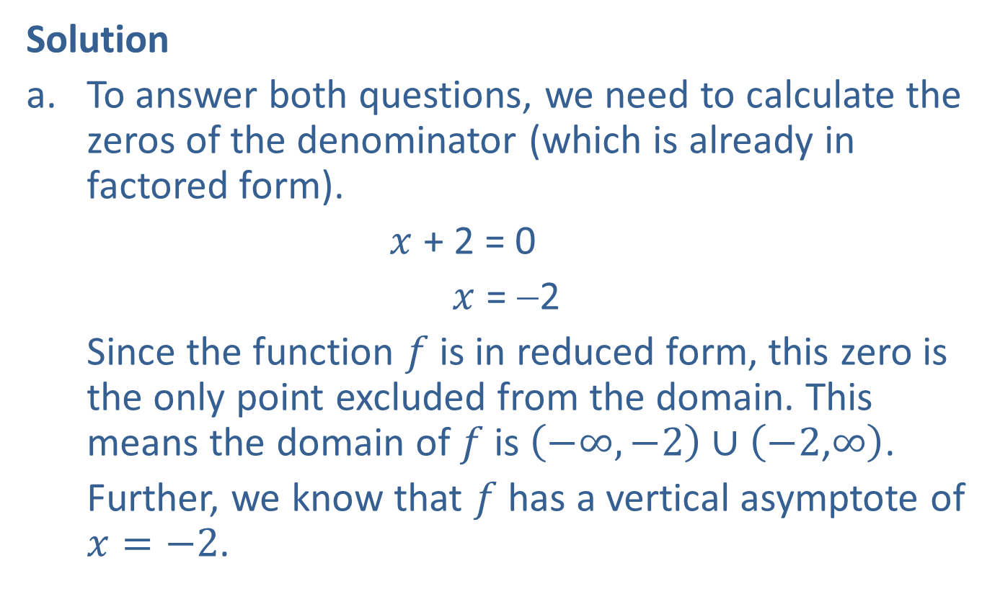 Solution
a. To answer both questions, we need to calculate the
zeros of the denominator (which is already in
factored form).
x + 2 = 0
x = –2
Since the function f is in reduced form, this zero is
the only point excluded from the domain. This
means the domain of f is (−∞, −2) ∪ (−2,∞).
Further, we know that f has a vertical asymptote of
x = −2.